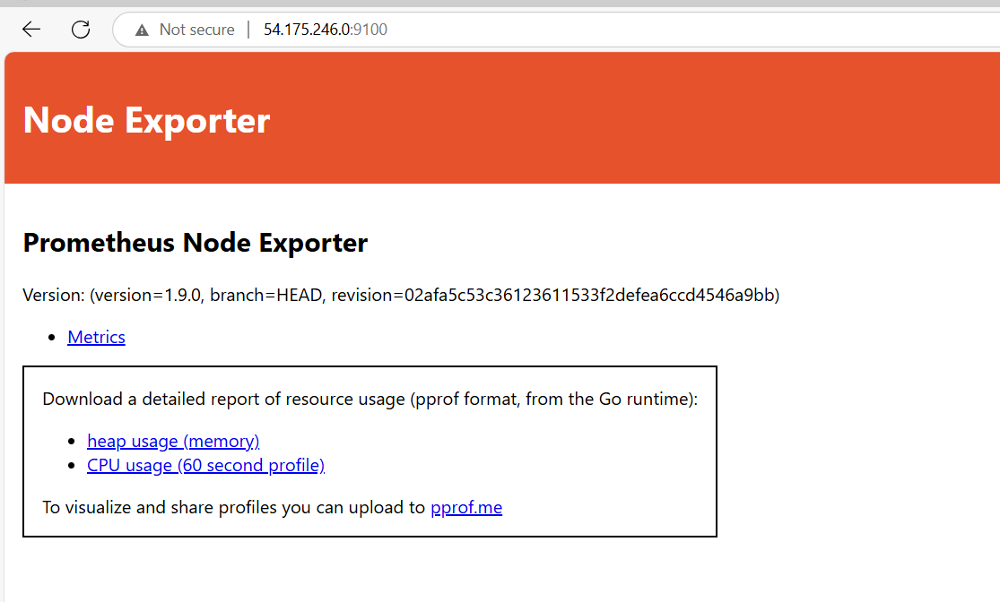 Not secure | 54.175.246.0:9100
Node Exporter
Prometheus Node Exporter
Version: (version=1.9.0, branch=HEAD, revision=02afa5c53c36123611533f2defea6ccd4546a9bb)
• Metrics
Download a detailed report of resource usage (pprof format, from the Go runtime):
• heap usage (memory)
• CPU usage (60 second profile)
To visualize and share profiles you can upload to pprof.me